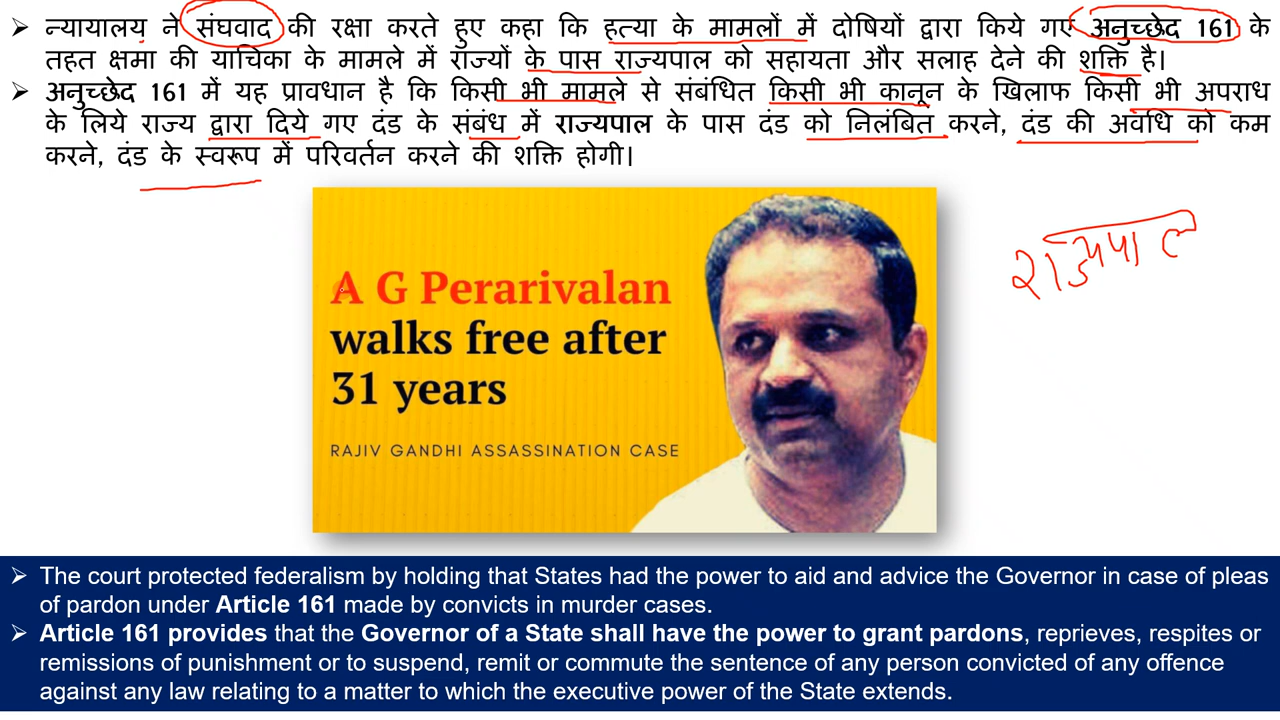 ➢ न्यायालय ने संघवाद की रक्षा करते हुए कहा कि हत्या के मामलों में दोषियों द्वारा किये गए अनुच्छेद 161 के
तहत क्षमा की याचिका के मामले में राज्यों के पास राज्यपाल को सहायता और सलाह देने की शक्ति है।
➢ अनुच्छेद 161 में यह प्रावधान है कि किसी भी मामले से संबंधित किसी भी कानून के खिलाफ किसी भी अपराध
के लिये राज्य द्वारा दिये गए दंड के संबंध में राज्यपाल के पास दंड को निलंबित करने, दंड की अवधि को कम
करने, दंड के स्वरूप में परिवर्तन करने की शक्ति होगी।
राज्यपाल
A G Perarivalan
walks free after
31 years
RAJIV GANDHI ASSASSINATION CASE
➢ The court protected federalism by holding that States had the power to aid and advice the Governor in case of pleas
of pardon under Article 161 made by convicts in murder cases.
➢ Article 161 provides that the Governor of a State shall have the power to grant pardons, reprieves, respites or
remissions of punishment or to suspend, remit or commute the sentence of any person convicted of any offence
against any law relating to a matter to which the executive power of the State extends.